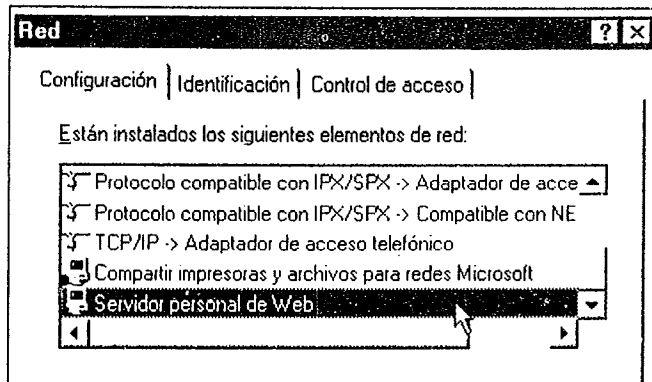 Red
Configuración Identificación Control de acceso
Están instalados los siguientes elementos de red:
Protocolo compatible con IPX/SPX -> Adaptador de acce
Protocolo compatible con IPX/SPX -> Compatible con NE
TCP/IP -> Adaptador de acceso telefónico
Compartir impresoras y archivos para redes Microsoft
Servidor personal de Web